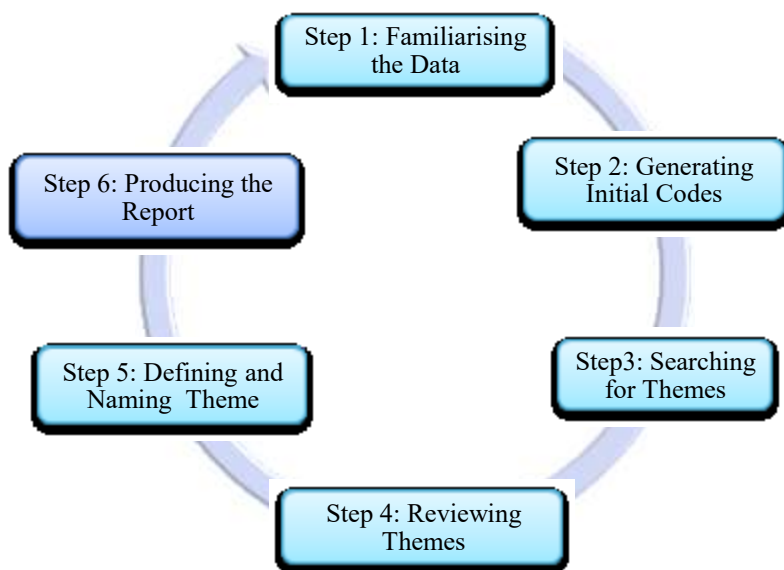 Step 1: Familiarising
the Data
Step 2: Generating
Initial Codes
Step3: Searching
for Themes
Step 4: Reviewing
Themes
Step 5: Defining and
Naming Theme
Step 6: Producing the
Report